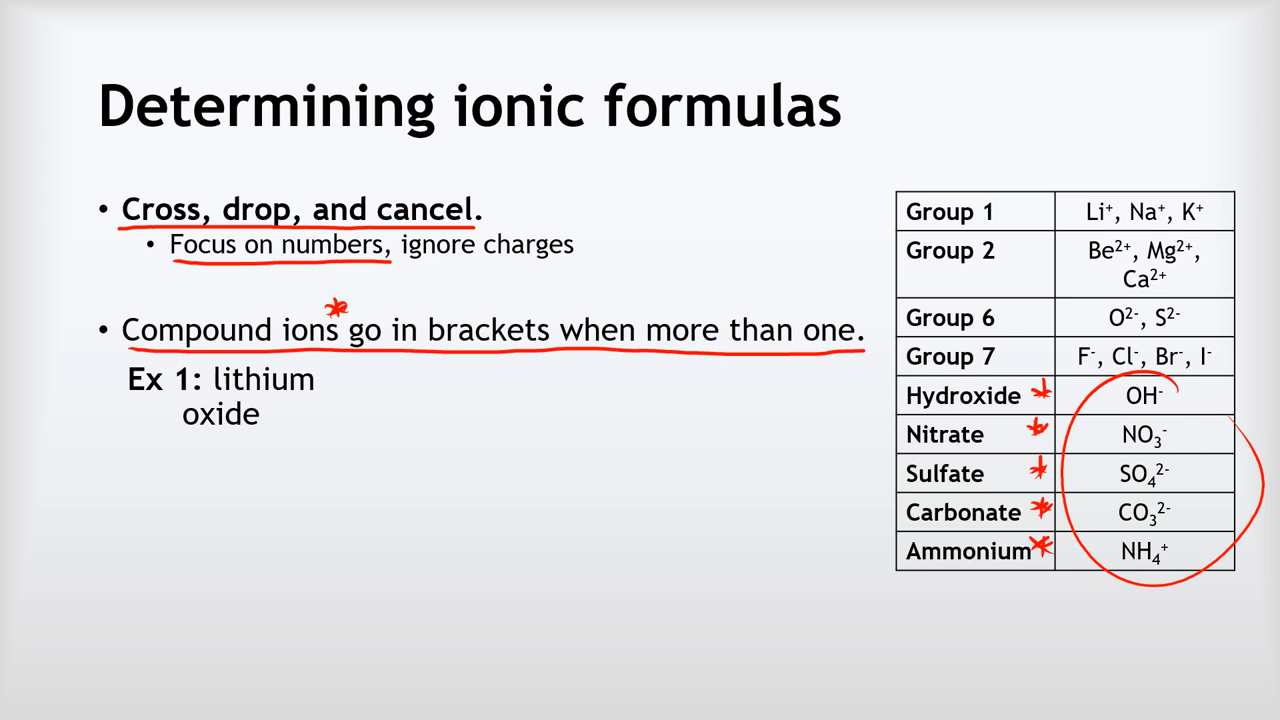 Determining ionic formulas
• Cross, drop, and cancel.
• Focus on numbers, ignore charges
• Compound ions go in brackets when more than one.
Ex 1: lithium
oxide
Group 1 Li⁺, Na⁺, K⁺
Group 2 Be²⁺, Mg²⁺,
Ca²⁺
Group 6 O²⁻, S²⁻
Group 7 F⁻, Cl⁻, Br⁻, I⁻
Hydroxide OH⁻
Nitrate NO₃⁻
Sulfate SO₄²⁻
Carbonate CO₃²⁻
Ammonium NH₄⁺